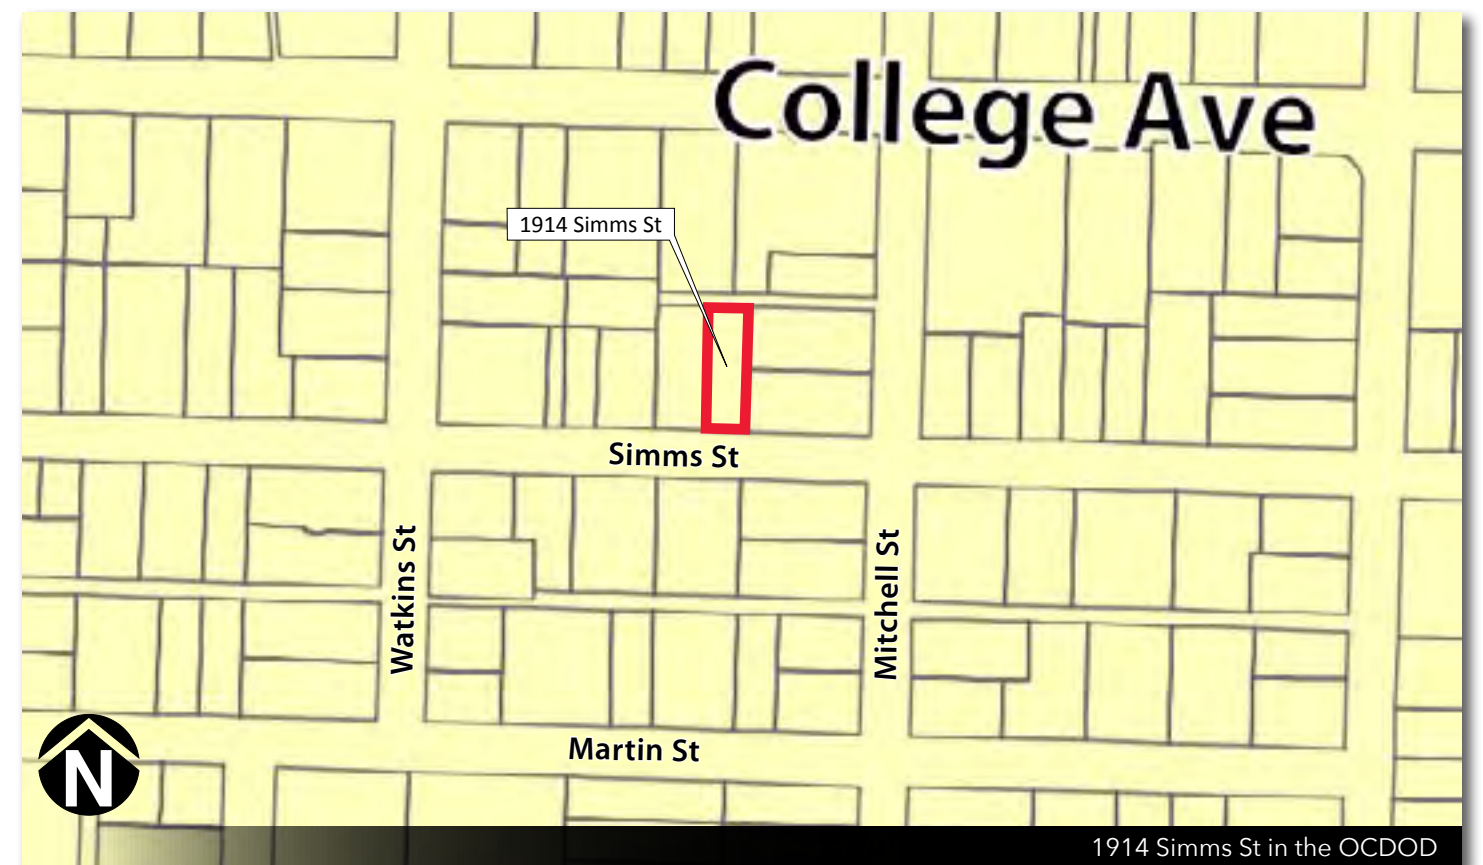 College Ave
1914 Simms St
Simms St
Watkins St
Mitchell St
Martin St
N
1914 Simms St in the OCDOD